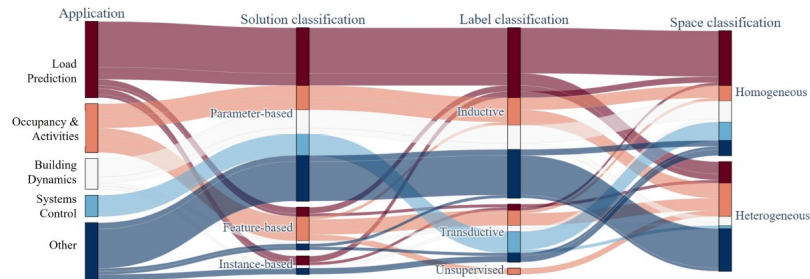 Application
Solution classification
Label classification
Space classification
Load
Prediction
Occupancy &
Activities
Building
Dynamics
Systems
Control
Other
Parameter-based
Feature-based
Instance-based
Inductive
Transductive
Unsupervised
Homogeneous
Heterogeneous